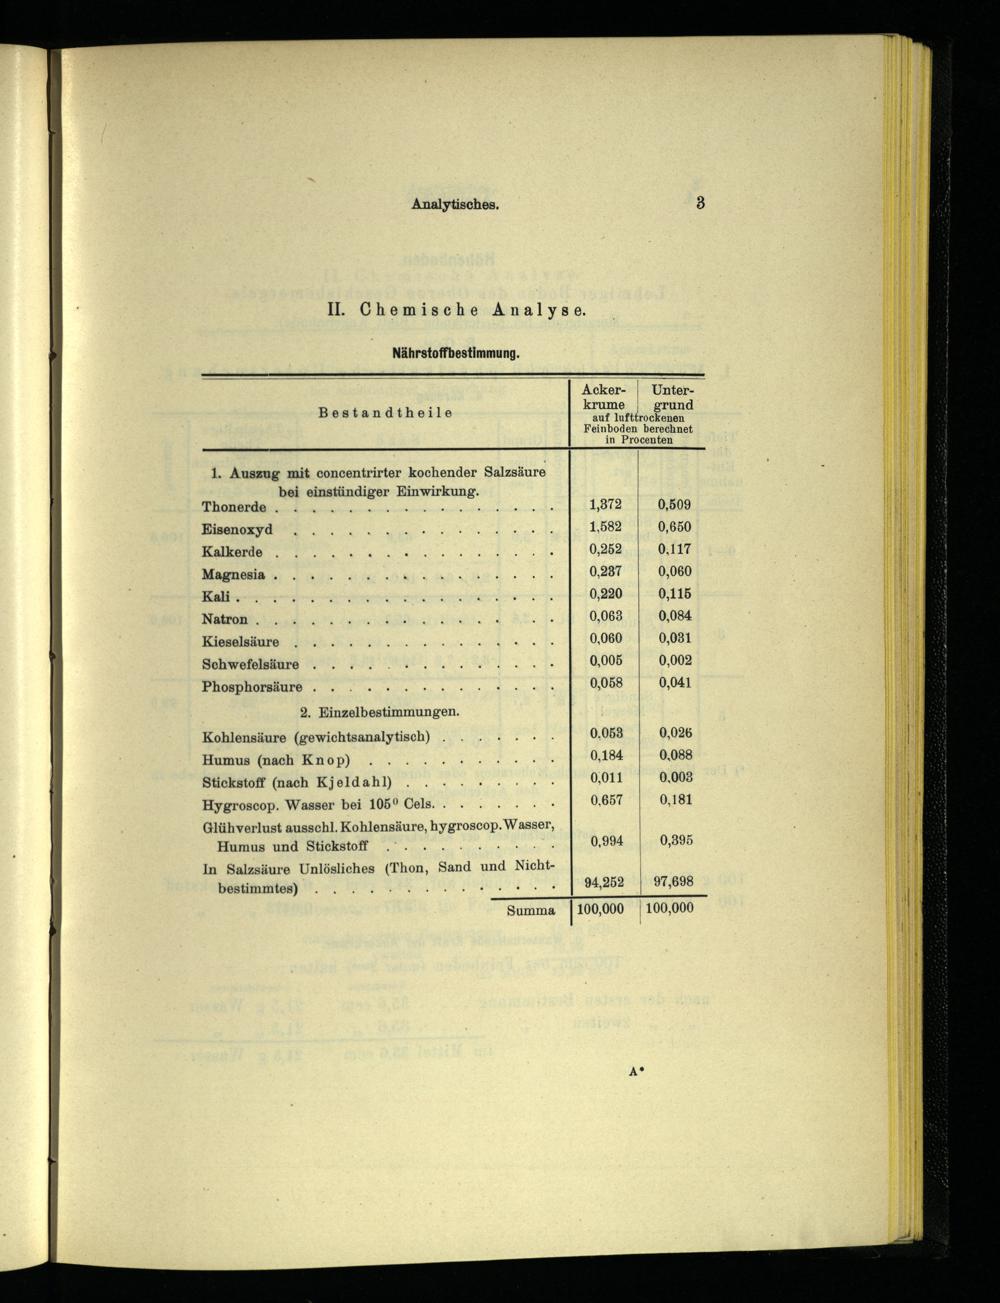 Analytisches. 3
II. Chemische Analyse.
Nährstoffbestimmung.
Bestandtheile
Acker- Unter-
krume grund
auf lufttrockenen
Feinboden berechnet
in Procenten
1. Auszug mit concentrirter kochender Salzsäure
bei einstündiger Einwirkung.
Thonerde . . . . . . . . . . . . . . . . 1,372 0,509
Eisenoxyd . . . . . . . . . . . . . . . 1,582 0,650
Kalkerde . . . . . . . . . . . . . . . . 0,252 0,117
Magnesia . . . . . . . . . . . . . . . . 0,237 0,060
Kali . . . . . . . . . . . . . . . . . . 0,220 0,115
Natron . . . . . . . . . . . . . . . . . 0,063 0,084
Kieselsäure . . . . . . . . . . . . . . . 0,060 0,031
Schwefelsäure . . . . . . . . . . . . . . 0,005 0,002
Phosphorsäure . . . . . . . . . . . . . . 0,058 0,041
2. Einzelbestimmungen.
Kohlensäure (gewichtsanalytisch) . . . . . . . 0,053 0,026
Humus (nach Knop) . . . . . . . . . . . 0,184 0,088
Stickstoff (nach Kjeldahl) . . . . . . . . . 0,011 0,003
Hygroscop. Wasser bei 105⁰ Cels. . . . . . . . 0,657 0,181
Glühverlust ausschl. Kohlensäure, hygroscop. Wasser,
Humus und Stickstoff . . . . . . . . . . 0,994 0,395
In Salzsäure Unlösliches (Thon, Sand und Nicht-
bestimmtes) . . . . . . . . . . . . . . 94,252 97,698
Summa 100,000 100,000
A*